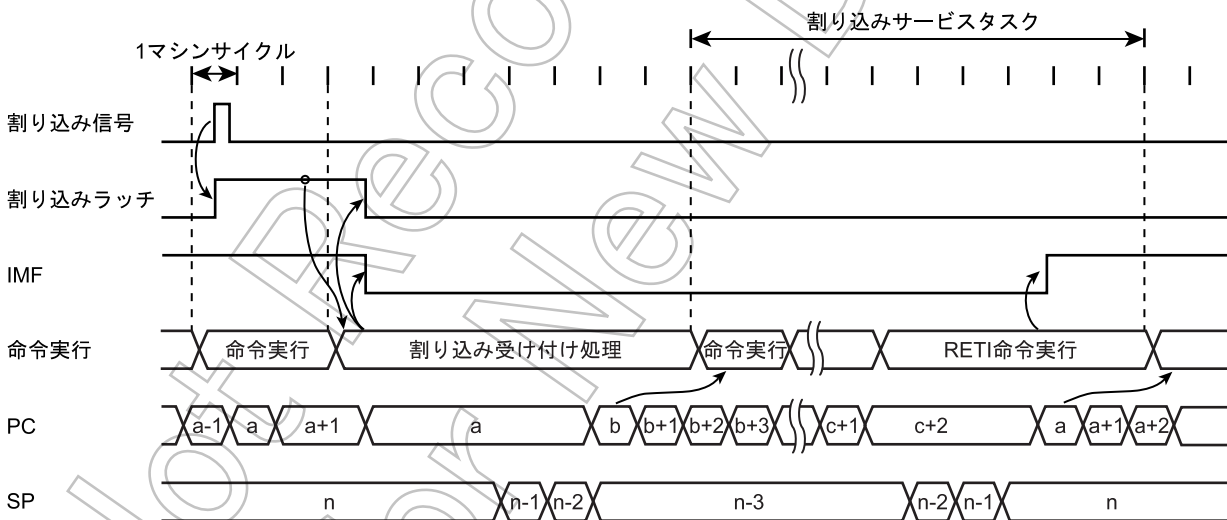 割り込みサービスタスク
1マシンサイクル
割り込み信号
割り込みラッチ
IMF
命令実行 命令実行 割り込み受け付け処理 命令実行 RETI命令実行
PC a-1 a a+1 a b b+1 b+2 b+3 c+1 c+2 a a+1 a+2
SP n n-1 n-2 n-3 n-2 n-1 n
Not Reco
for New D